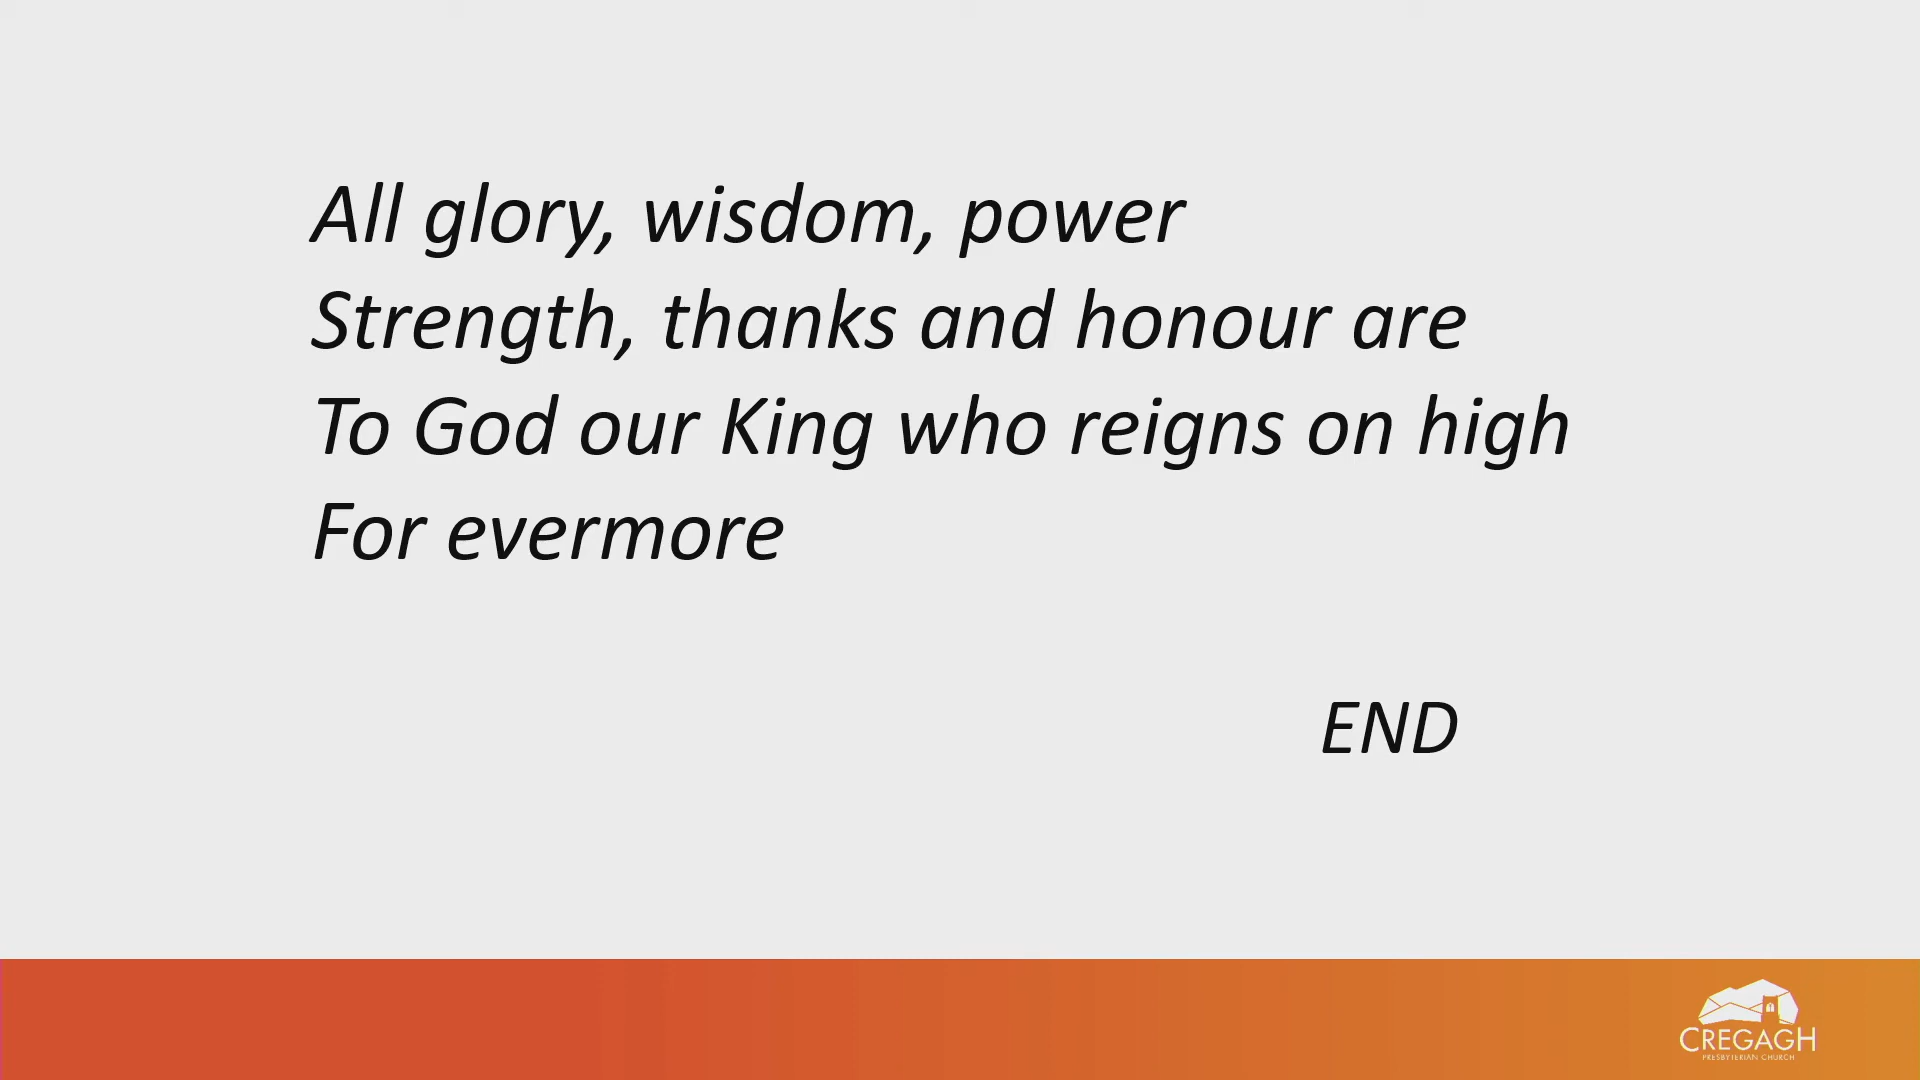 All glory, wisdom, power
Strength, thanks and honour are
To God our King who reigns on high
For evermore
END
CREGAGH
PRESBYTERIAN CHURCH